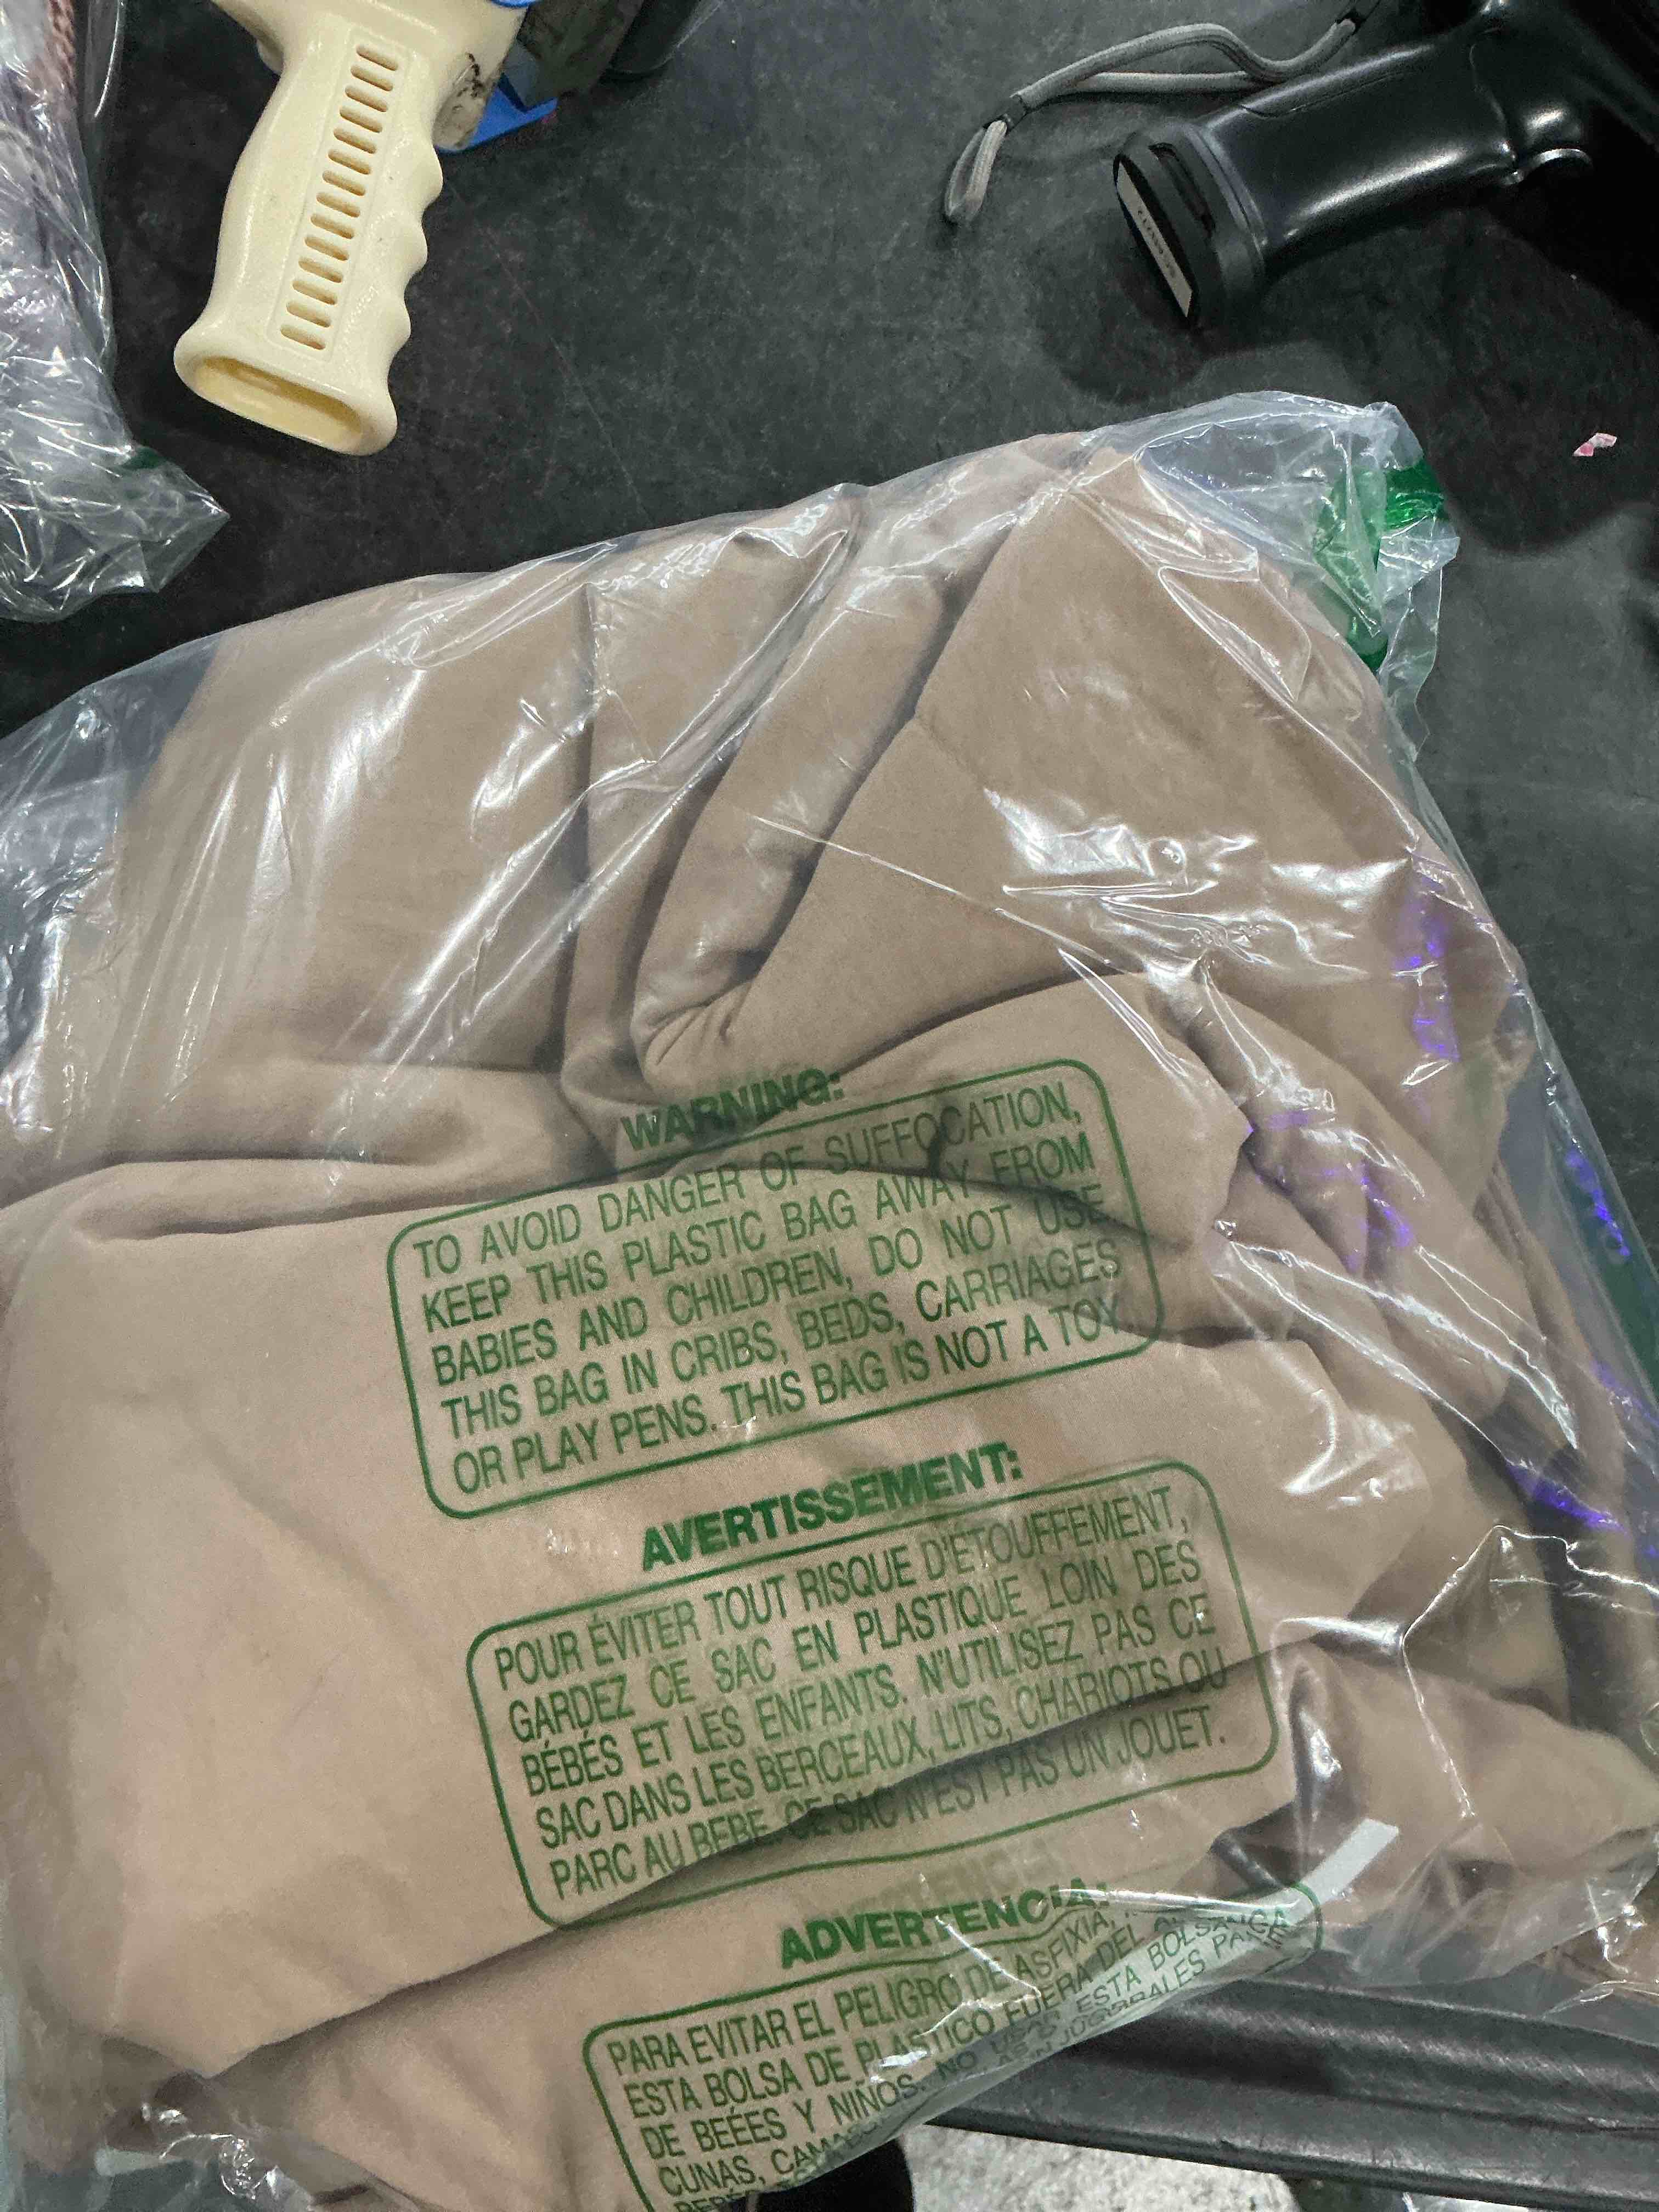 WARNING:
TO AVOID DANGER OF SUFFOCATION,
KEEP THIS PLASTIC BAG AWAY FROM
BABIES AND CHILDREN, DO NOT USE
THIS BAG IN CRIBS, BEDS, CARRIAGES
OR PLAY PENS. THIS BAG IS NOT A TOY.
AVERTISSEMENT:
POUR ÉVITER TOUT RISQUE D'ÉTOUFFEMENT,
GARDEZ CE SAC EN PLASTIQUE LOIN DES
BÉBÉS ET LES ENFANTS. N'UTILISEZ PAS CE
SAC DANS LES BERCEAUX, LITS, CHARIOTS OU
PARC AU BEBE. CE SAC N'EST PAS UN JOUET.
ADVERTENCIA:
PARA EVITAR EL PELIGRO DE ASFIXIA,
ESTA BOLSA DE PLASTICO FUERA DEL
DE BEÉES Y NIÑOS. NO USAR ESTA BOLSA
CUNAS,